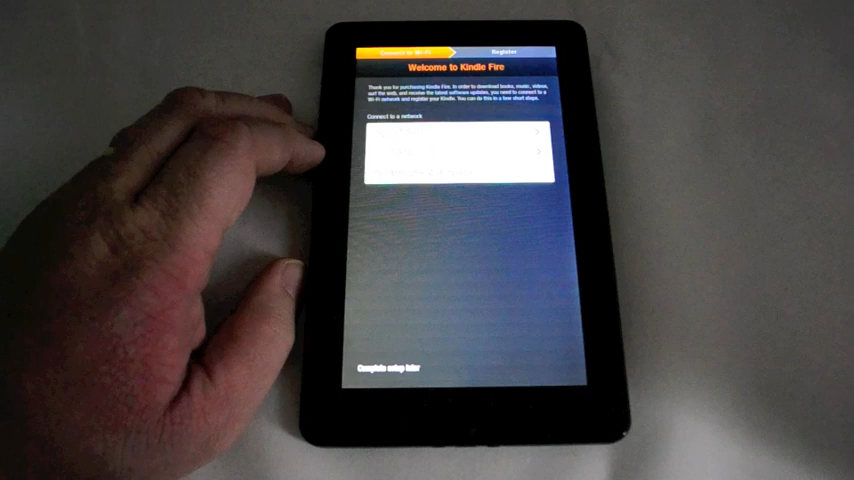 Connect to Wi-Fi
Register
Welcome to Kindle Fire
Thank you for purchasing Kindle Fire. In order to download books, music, videos,
surf the web, and receive the latest software updates, you need to connect to a
Wi-Fi network and register your Kindle. You can do this in a few short steps.
Connect to a network
Complete setup later